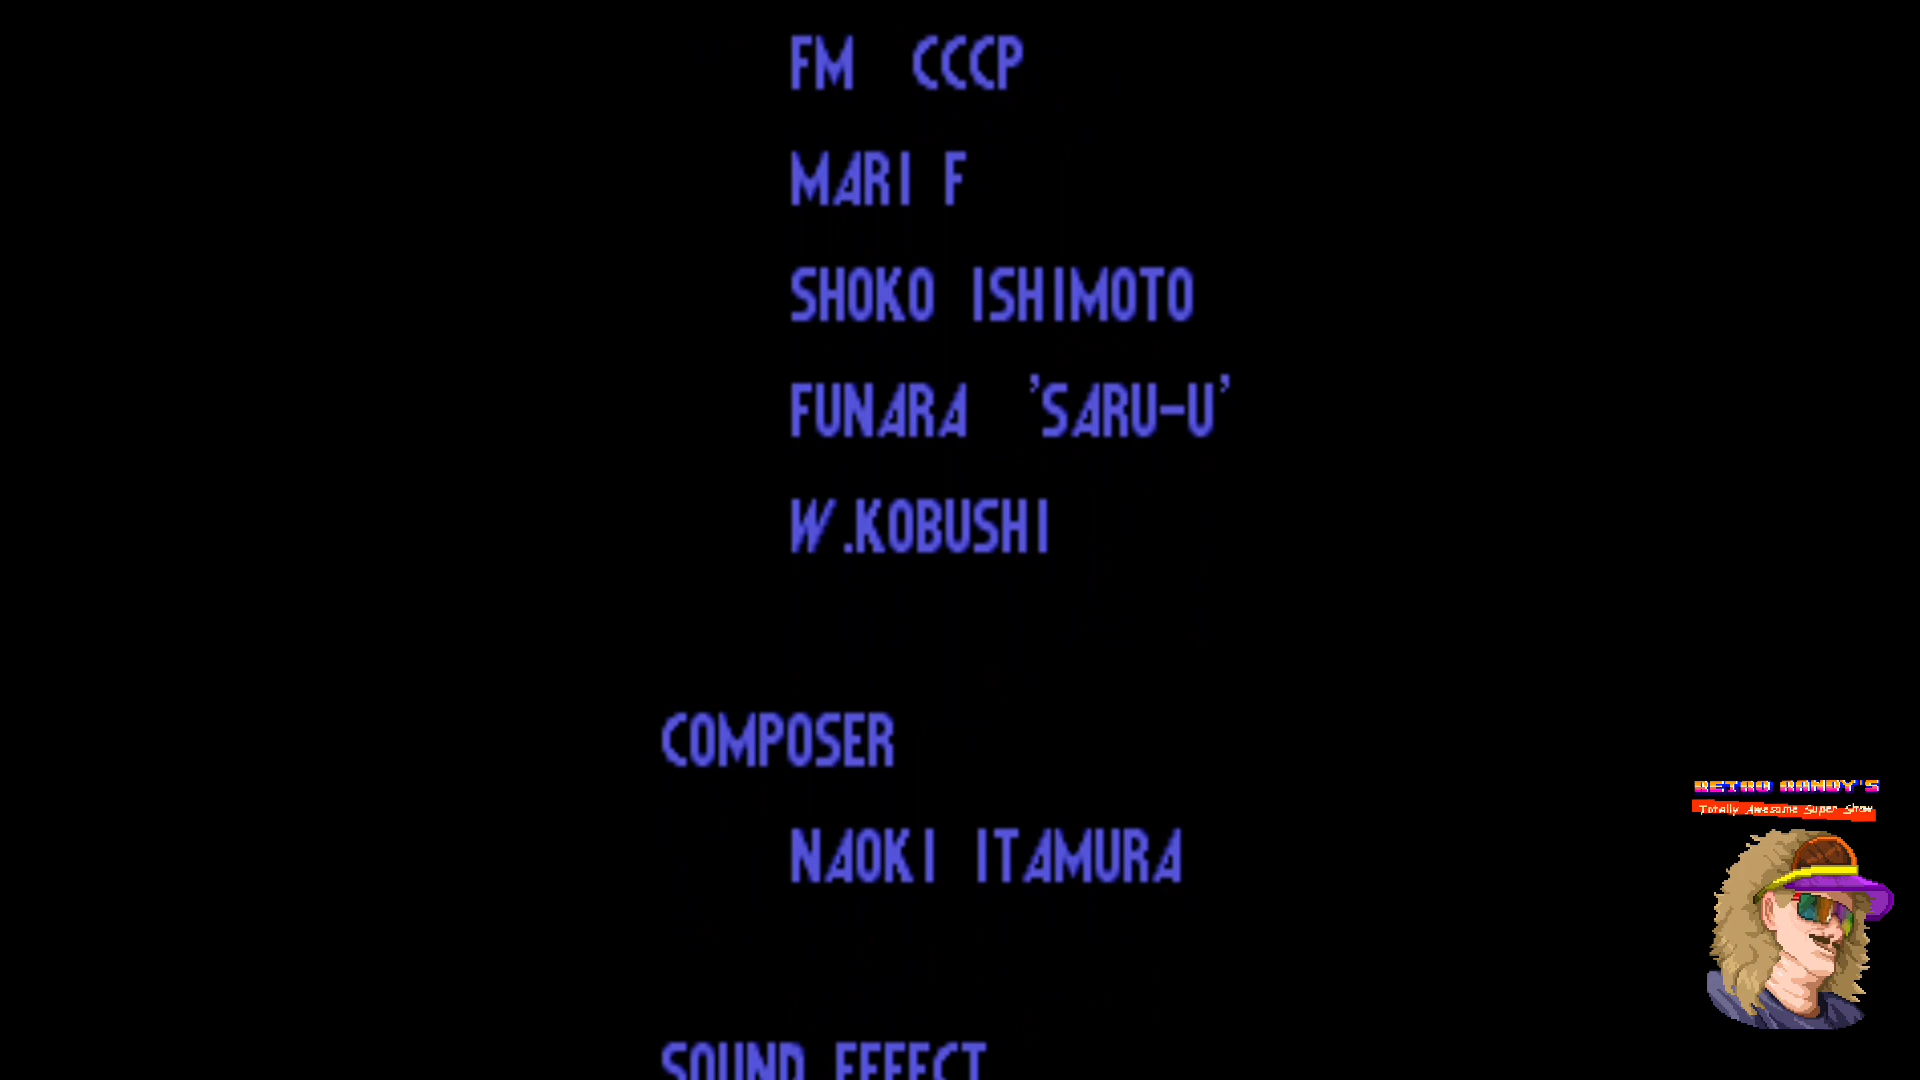 FM CCCP
MARI F
SHOKO ISHIMOTO
FUNARA 'SARU-U'
W.KOBUSHI
COMPOSER
NAOKI ITAMURA
SOUND EFFECT
RETRO RANDY'S
Totally Awesome Super Show